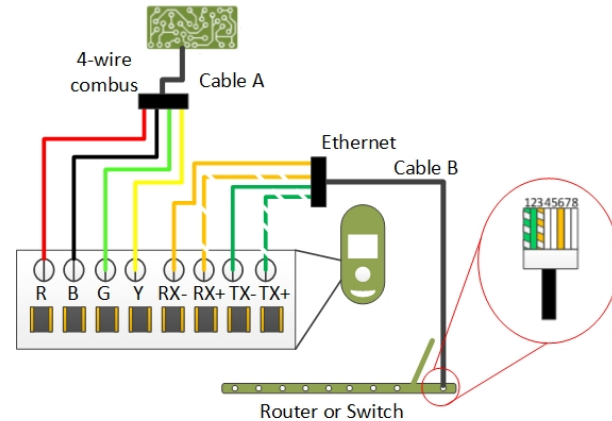 4-wire
combus
Cable A
Ethernet
Cable B
12345678
R B G Y RX- RX+ TX- TX+
Router or Switch